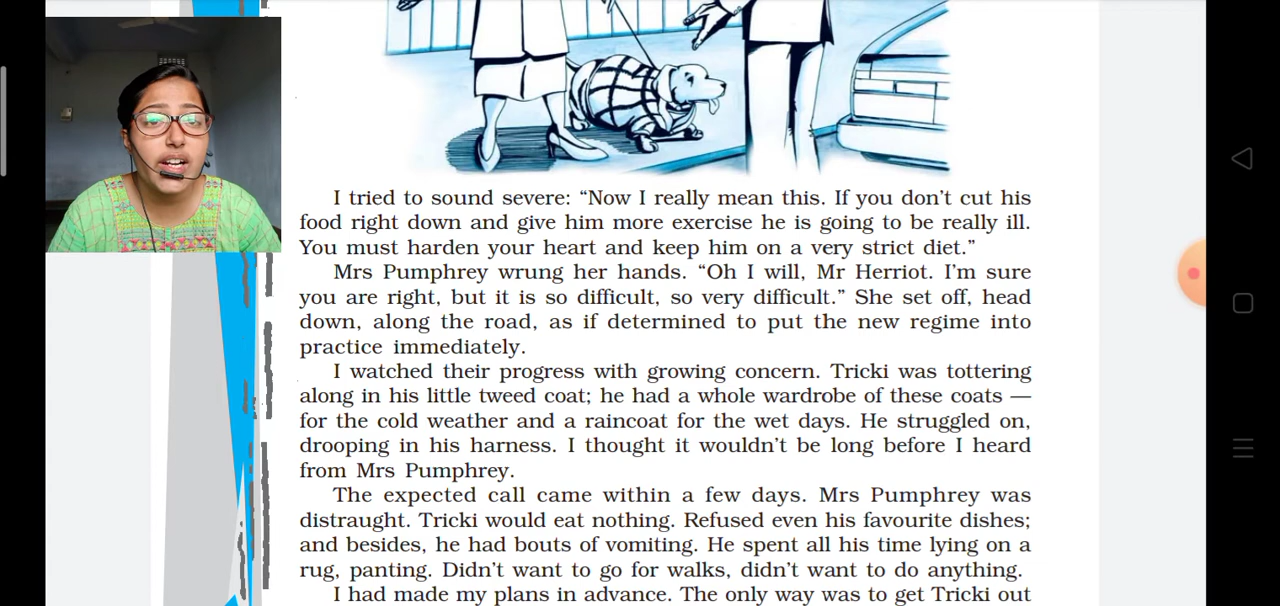 I tried to sound severe: “Now I really mean this. If you don’t cut his
food right down and give him more exercise he is going to be really ill.
You must harden your heart and keep him on a very strict diet.”
Mrs Pumphrey wrung her hands. “Oh I will, Mr Herriot. I’m sure
you are right, but it is so difficult, so very difficult.” She set off, head
down, along the road, as if determined to put the new regime into
practice immediately.
I watched their progress with growing concern. Tricki was tottering
along in his little tweed coat; he had a whole wardrobe of these coats —
for the cold weather and a raincoat for the wet days. He struggled on,
drooping in his harness. I thought it wouldn’t be long before I heard
from Mrs Pumphrey.
The expected call came within a few days. Mrs Pumphrey was
distraught. Tricki would eat nothing. Refused even his favourite dishes;
and besides, he had bouts of vomiting. He spent all his time lying on a
rug, panting. Didn’t want to go for walks, didn’t want to do anything.
I had made my plans in advance. The only way was to get Tricki out